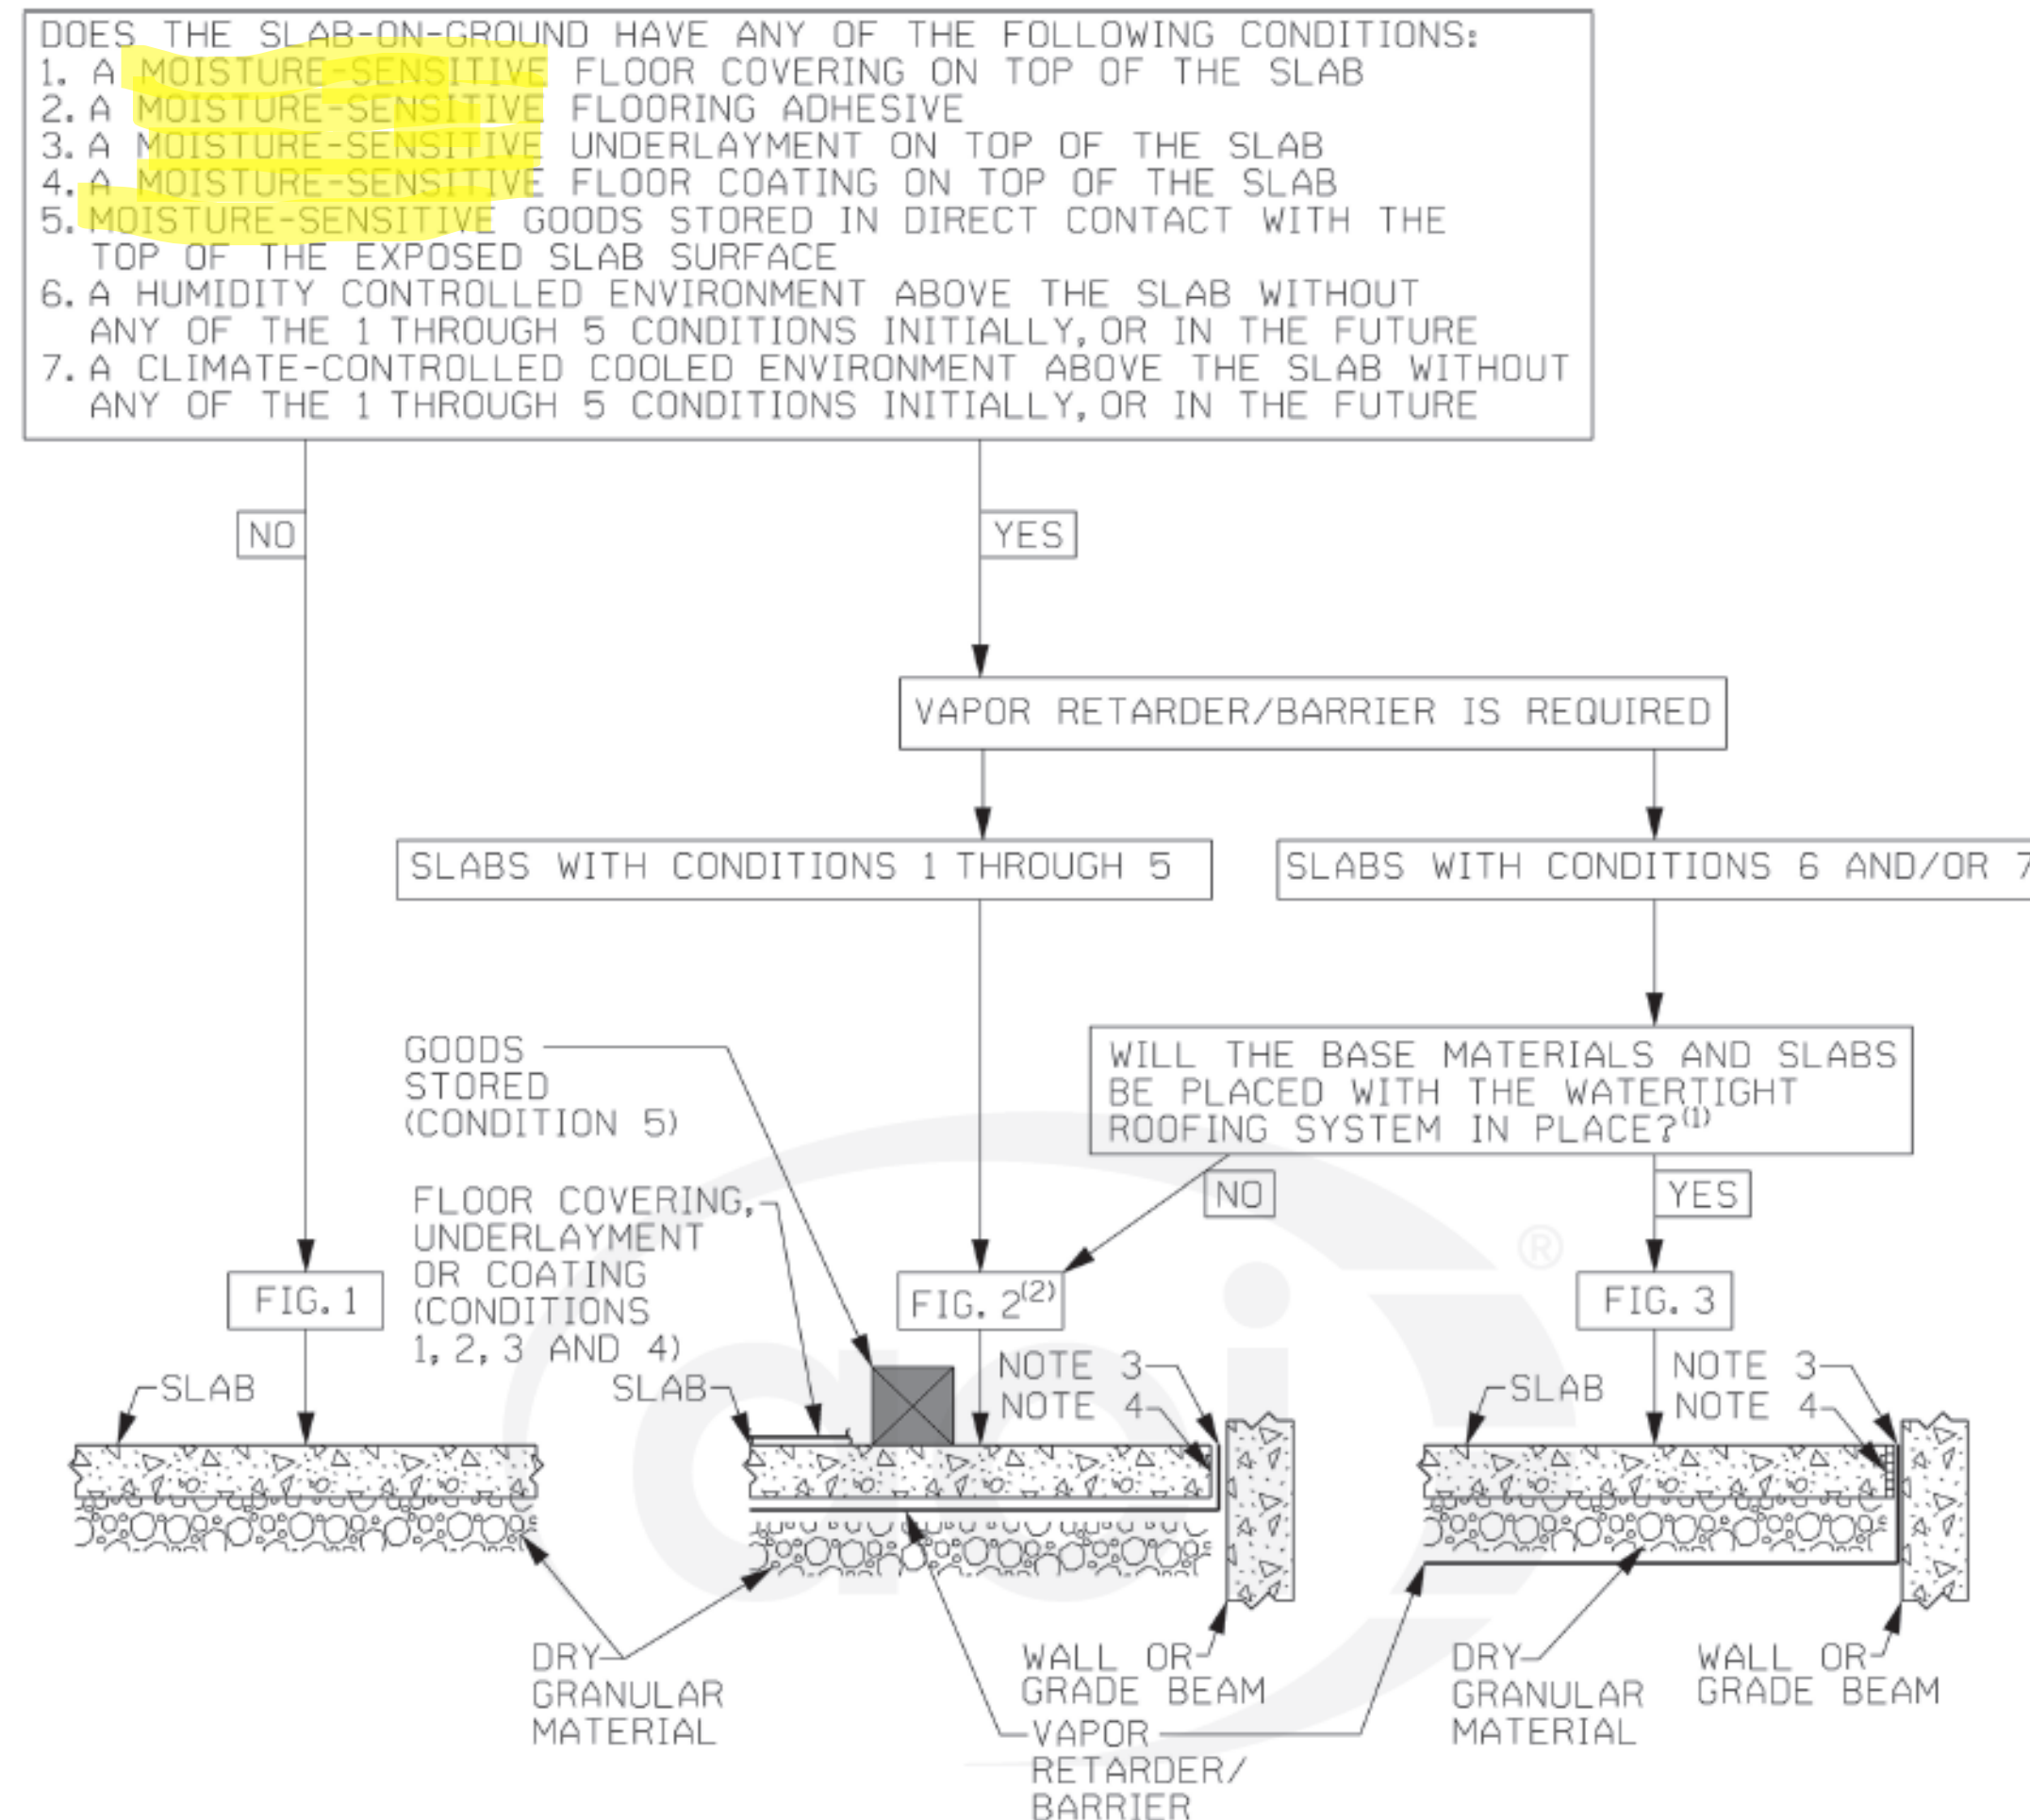 DOES THE SLAB-ON-GROUND HAVE ANY OF THE FOLLOWING CONDITIONS:
1. A MOISTURE-SENSITIVE FLOOR COVERING ON TOP OF THE SLAB
2. A MOISTURE-SENSITIVE FLOORING ADHESIVE
3. A MOISTURE-SENSITIVE UNDERLAYMENT ON TOP OF THE SLAB
4. A MOISTURE-SENSITIVE FLOOR COATING ON TOP OF THE SLAB
5. MOISTURE-SENSITIVE GOODS STORED IN DIRECT CONTACT WITH THE
TOP OF THE EXPOSED SLAB SURFACE
6. A HUMIDITY CONTROLLED ENVIRONMENT ABOVE THE SLAB WITHOUT
ANY OF THE 1 THROUGH 5 CONDITIONS INITIALLY, OR IN THE FUTURE
7. A CLIMATE-CONTROLLED COOLED ENVIRONMENT ABOVE THE SLAB WITHOUT
ANY OF THE 1 THROUGH 5 CONDITIONS INITIALLY, OR IN THE FUTURE
NO
YES
VAPOR RETARDER/BARRIER IS REQUIRED
SLABS WITH CONDITIONS 1 THROUGH 5
SLABS WITH CONDITIONS 6 AND/OR 7
WILL THE BASE MATERIALS AND SLABS
BE PLACED WITH THE WATERTIGHT
ROOFING SYSTEM IN PLACE?(1)
NO
YES
GOODS
STORED
(CONDITION 5)
FLOOR COVERING,
UNDERLAYMENT
OR COATING
(CONDITIONS
1, 2, 3 AND 4)
FIG. 1
FIG. 2(2)
FIG. 3
SLAB
SLAB
NOTE 3
NOTE 4
SLAB
NOTE 3
NOTE 4
DRY
GRANULAR
MATERIAL
WALL OR
GRADE BEAM
VAPOR
RETARDER/
BARRIER
DRY
GRANULAR
MATERIAL
WALL OR
GRADE BEAM
aci
®